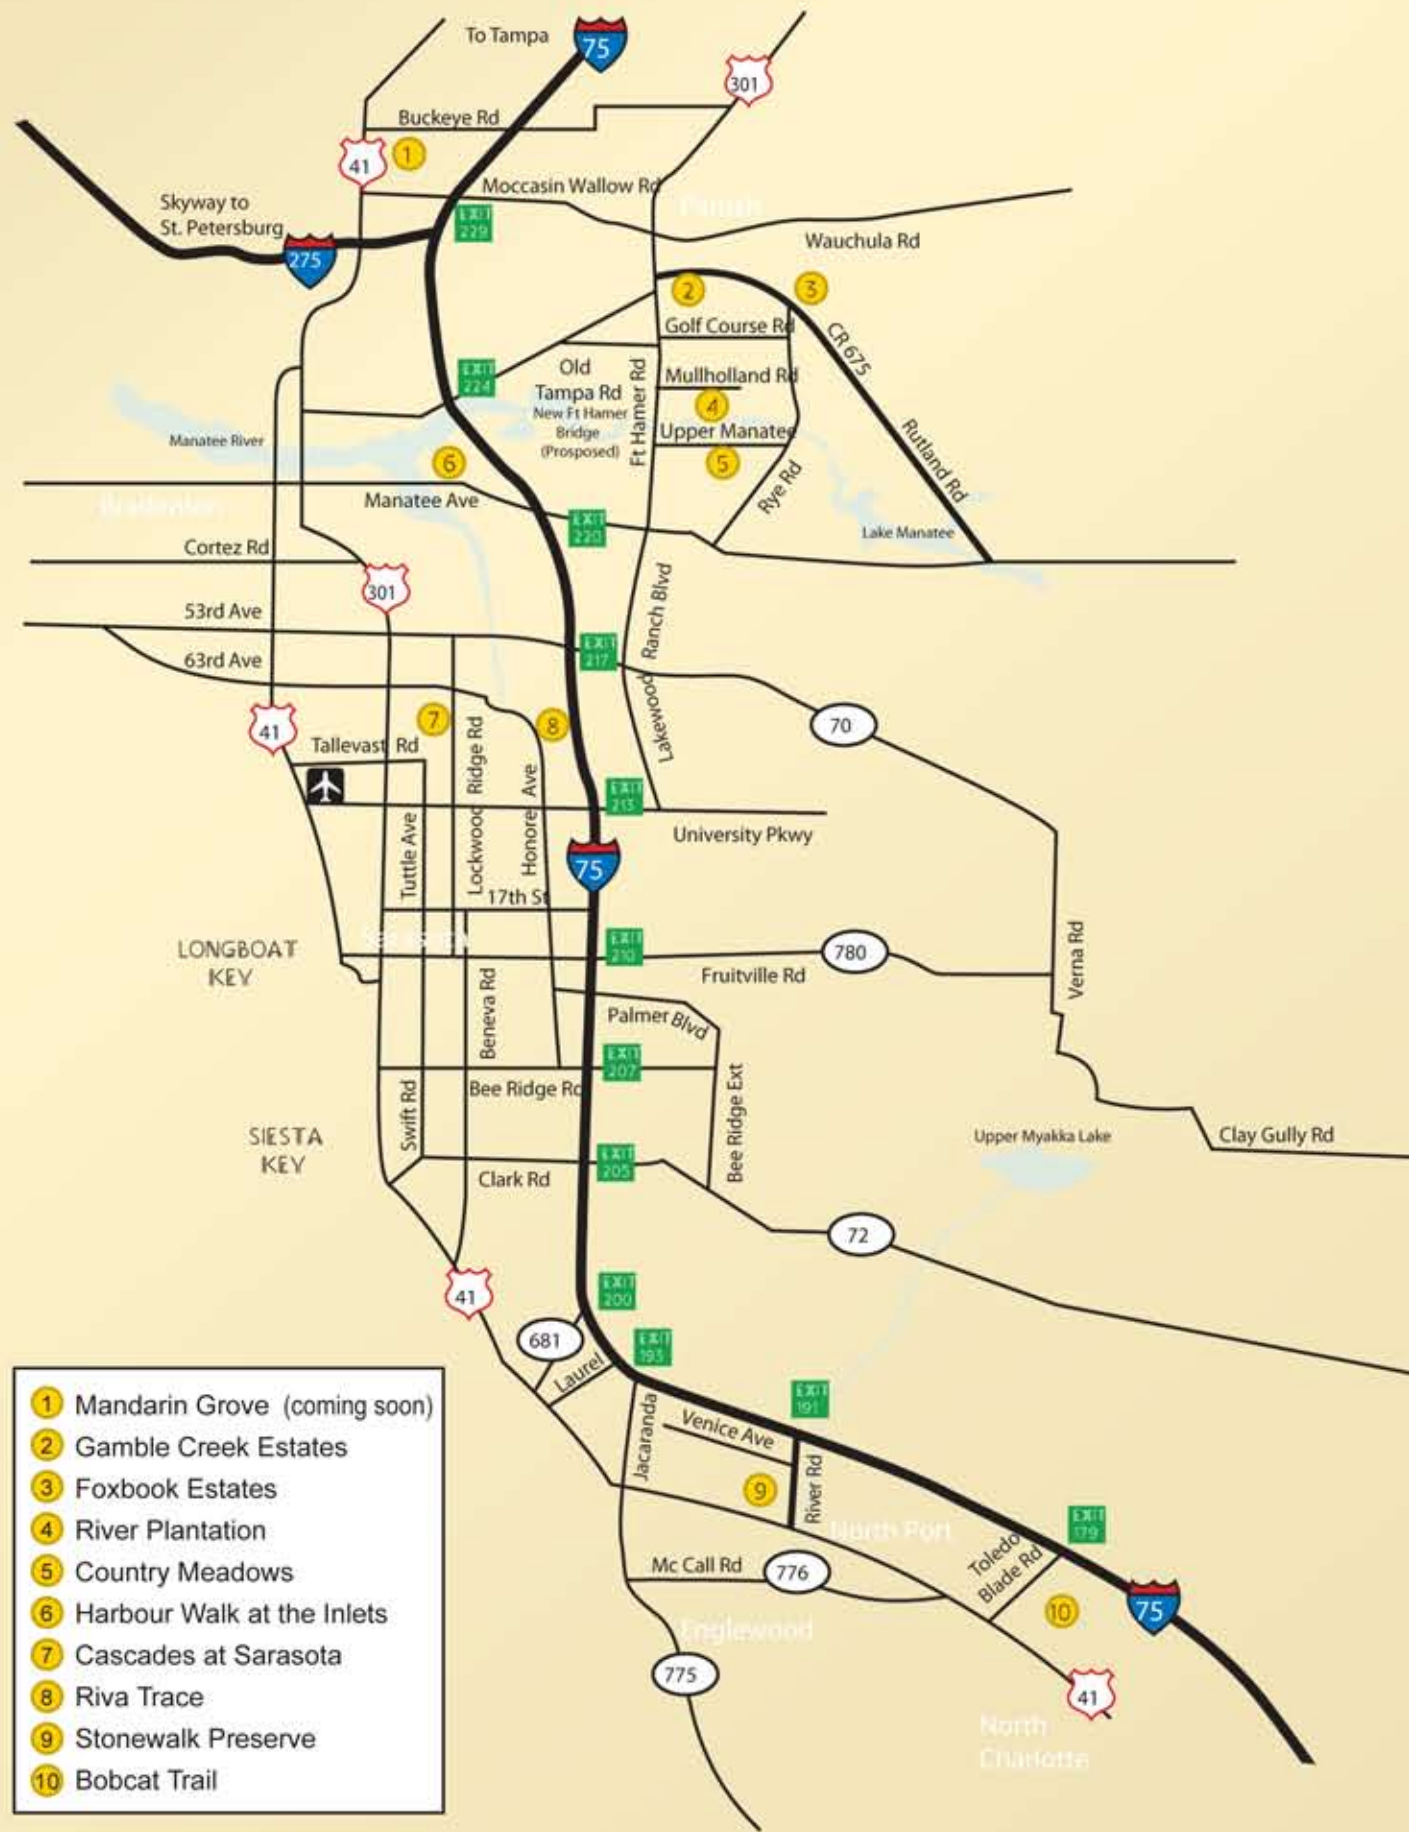 To Tampa
75
301
Buckeye Rd
41
1
Moccasin Wallow Rd
Parrish
Skyway to
St. Petersburg
EXIT
229
Wauchula Rd
275
2
3
Golf Course Rd
CR 675
EXIT
224
Old
Tampa Rd
New Ft Hamer
Bridge
(Prosposed)
Ft Hamer Rd
Mullholland Rd
4
Manatee River
Upper Manatee
Rutland Rd
6
5
Rye Rd
Manatee Ave
Bradenton
EXIT
220
Lake Manatee
Cortez Rd
301
53rd Ave
Lakewood Ranch Blvd
EXIT
217
63rd Ave
41
7
8
70
Tallevast Rd
Lockwood Ridge Rd
Honore Ave
EXIT
213
University Pkwy
Tuttle Ave
75
17th St
LONGBOAT
KEY
EXIT
210
780
Fruitville Rd
Verna Rd
Beneva Rd
Palmer Blvd
EXIT
207
Bee Ridge Rd
Swift Rd
Bee Ridge Ext
SIESTA
KEY
Upper Myakka Lake
Clay Gully Rd
EXIT
205
Clark Rd
72
41
EXIT
200
681
EXIT
193
Laurel
Jacaranda
EXIT
191
Venice Ave
9
River Rd
North Port
EXIT
179
Toledo
Blade Rd
Mc Call Rd
776
10
75
Englewood
775
41
North
Charlotte
1 Mandarin Grove (coming soon)
2 Gamble Creek Estates
3 Foxbook Estates
4 River Plantation
5 Country Meadows
6 Harbour Walk at the Inlets
7 Cascades at Sarasota
8 Riva Trace
9 Stonewalk Preserve
10 Bobcat Trail